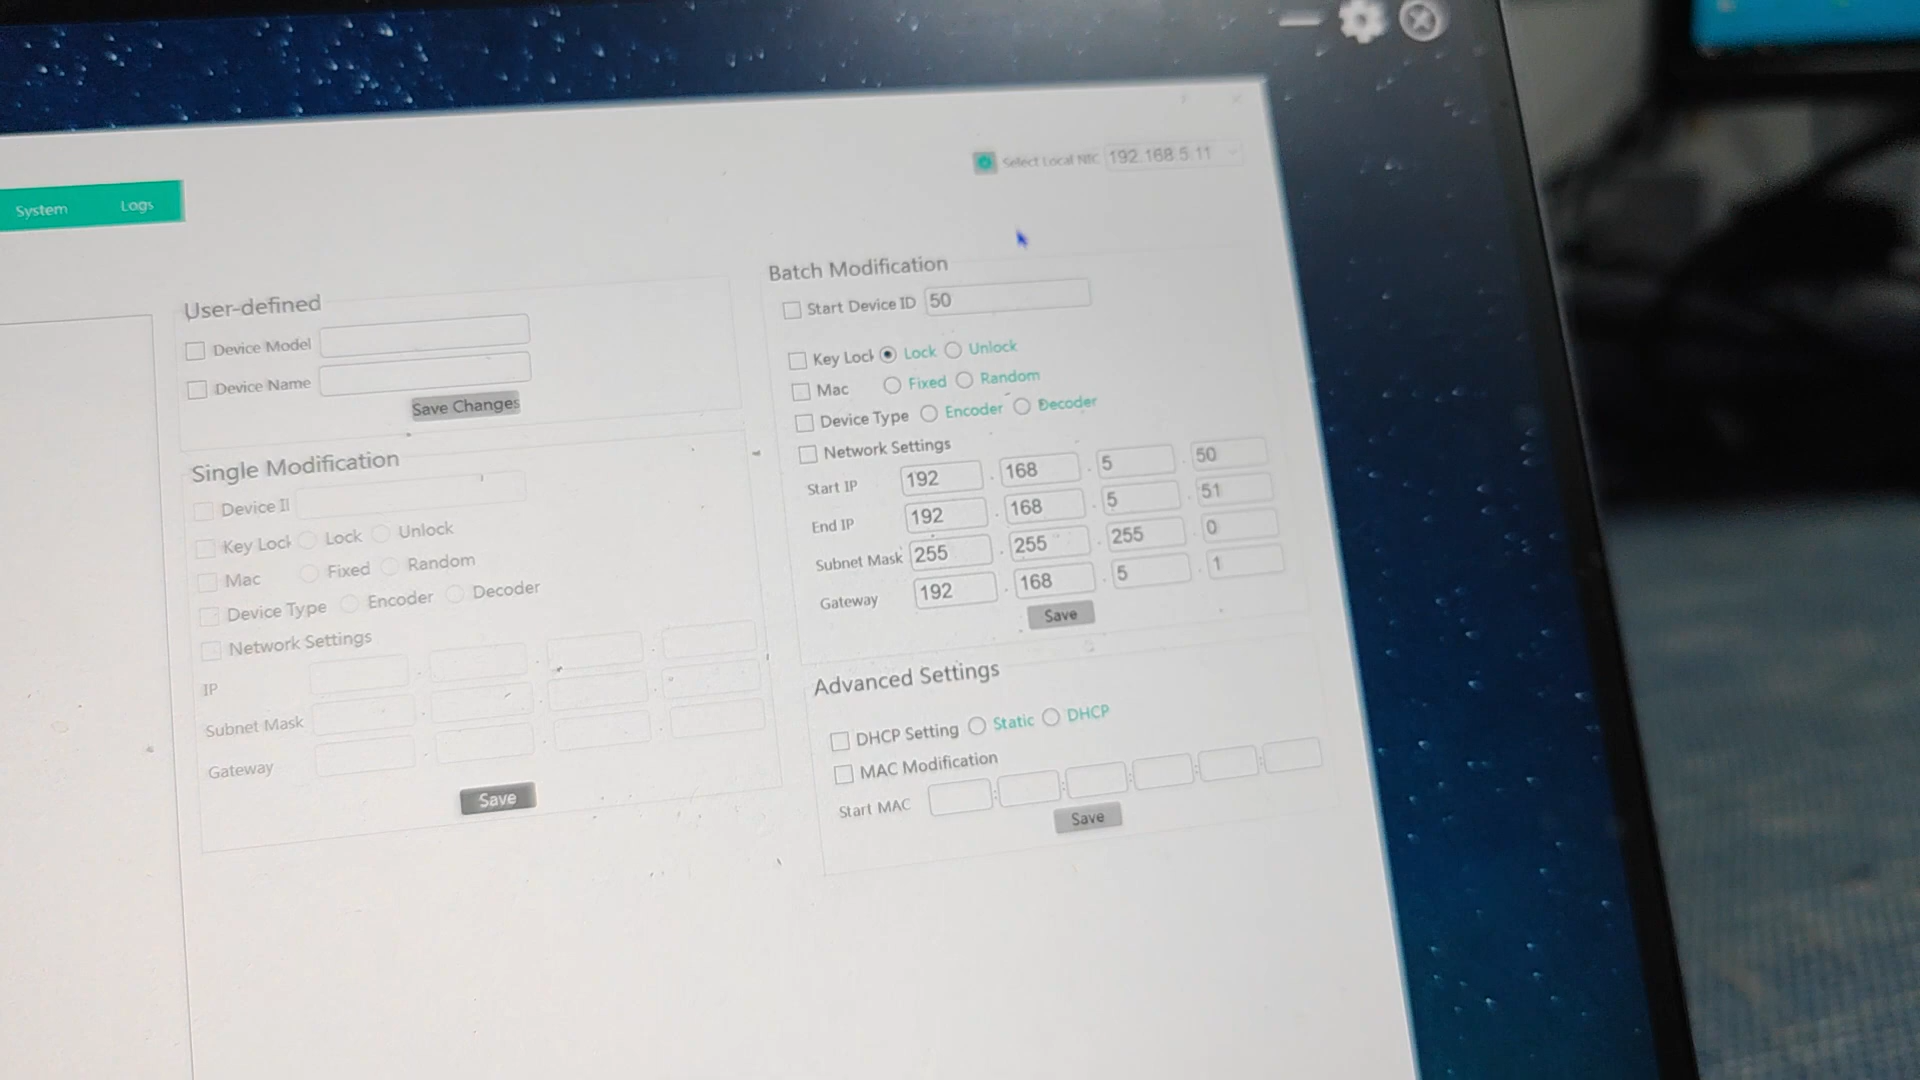 Select Local NIC 192.168.5.11
System Logs
User-defined
Device Model
Device Name
Save Changes
Single Modification
Device II
Key Lock Lock Unlock
Mac Fixed Random
Device Type Encoder Decoder
Network Settings
IP
Subnet Mask
Gateway
Save
Batch Modification
Start Device ID 50
Key Lock Lock Unlock
Mac Fixed Random
Device Type Encoder Decoder
Network Settings
Start IP 192 . 168 . 5 . 50
End IP 192 . 168 . 5 . 51
Subnet Mask 255 . 255 . 255 . 0
Gateway 192 . 168 . 5 . 1
Save
Advanced Settings
DHCP Setting Static DHCP
MAC Modification
Start MAC : : : : :
Save